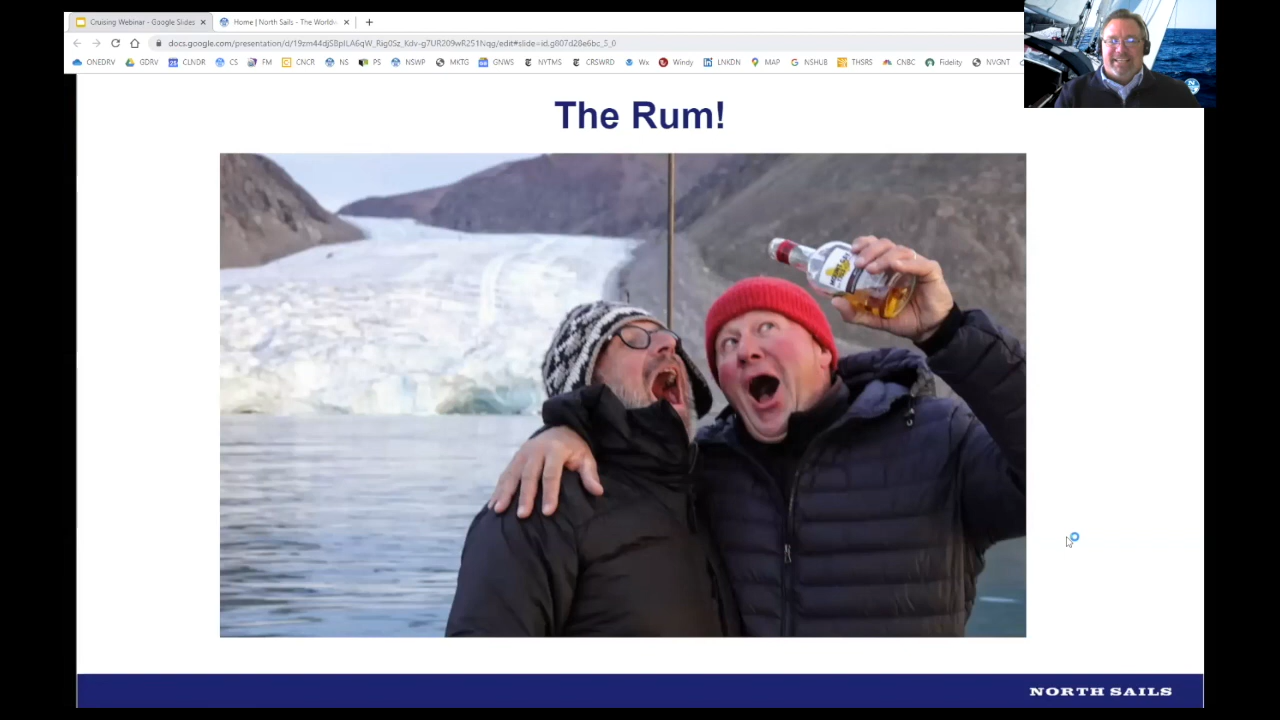 Cruising Webinar - Google Slides
Home | North Sails - The World
ONEDRV GDRV CLNDR CS FM CNCR NS PS NSWP MKTG GNWS NYTMS CRSWRD Wx Windy LNKDN MAP NSHUB THSRS CNBC Fidelity NVGNT
The Rum!
NORTH SAILS